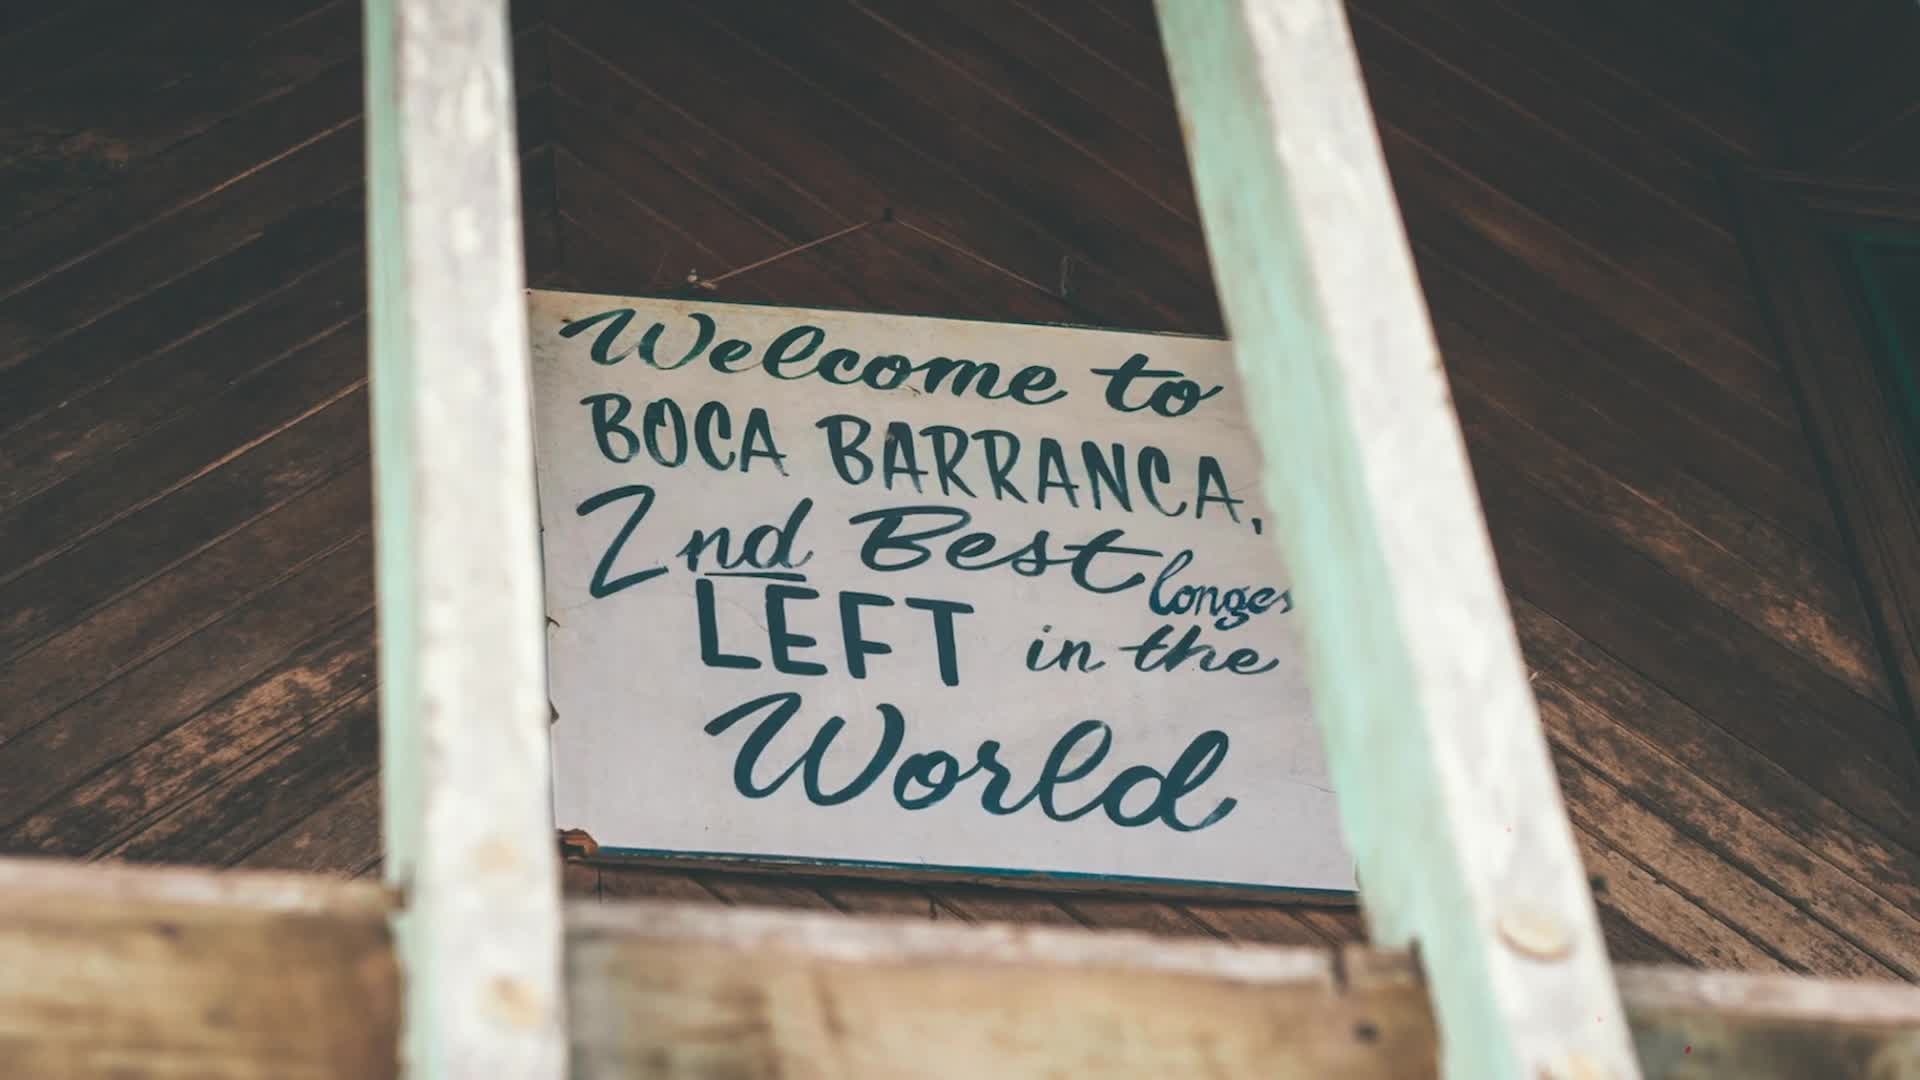 Welcome to
BOCA BARRANCA,
2nd Best longes
LEFT in the
World